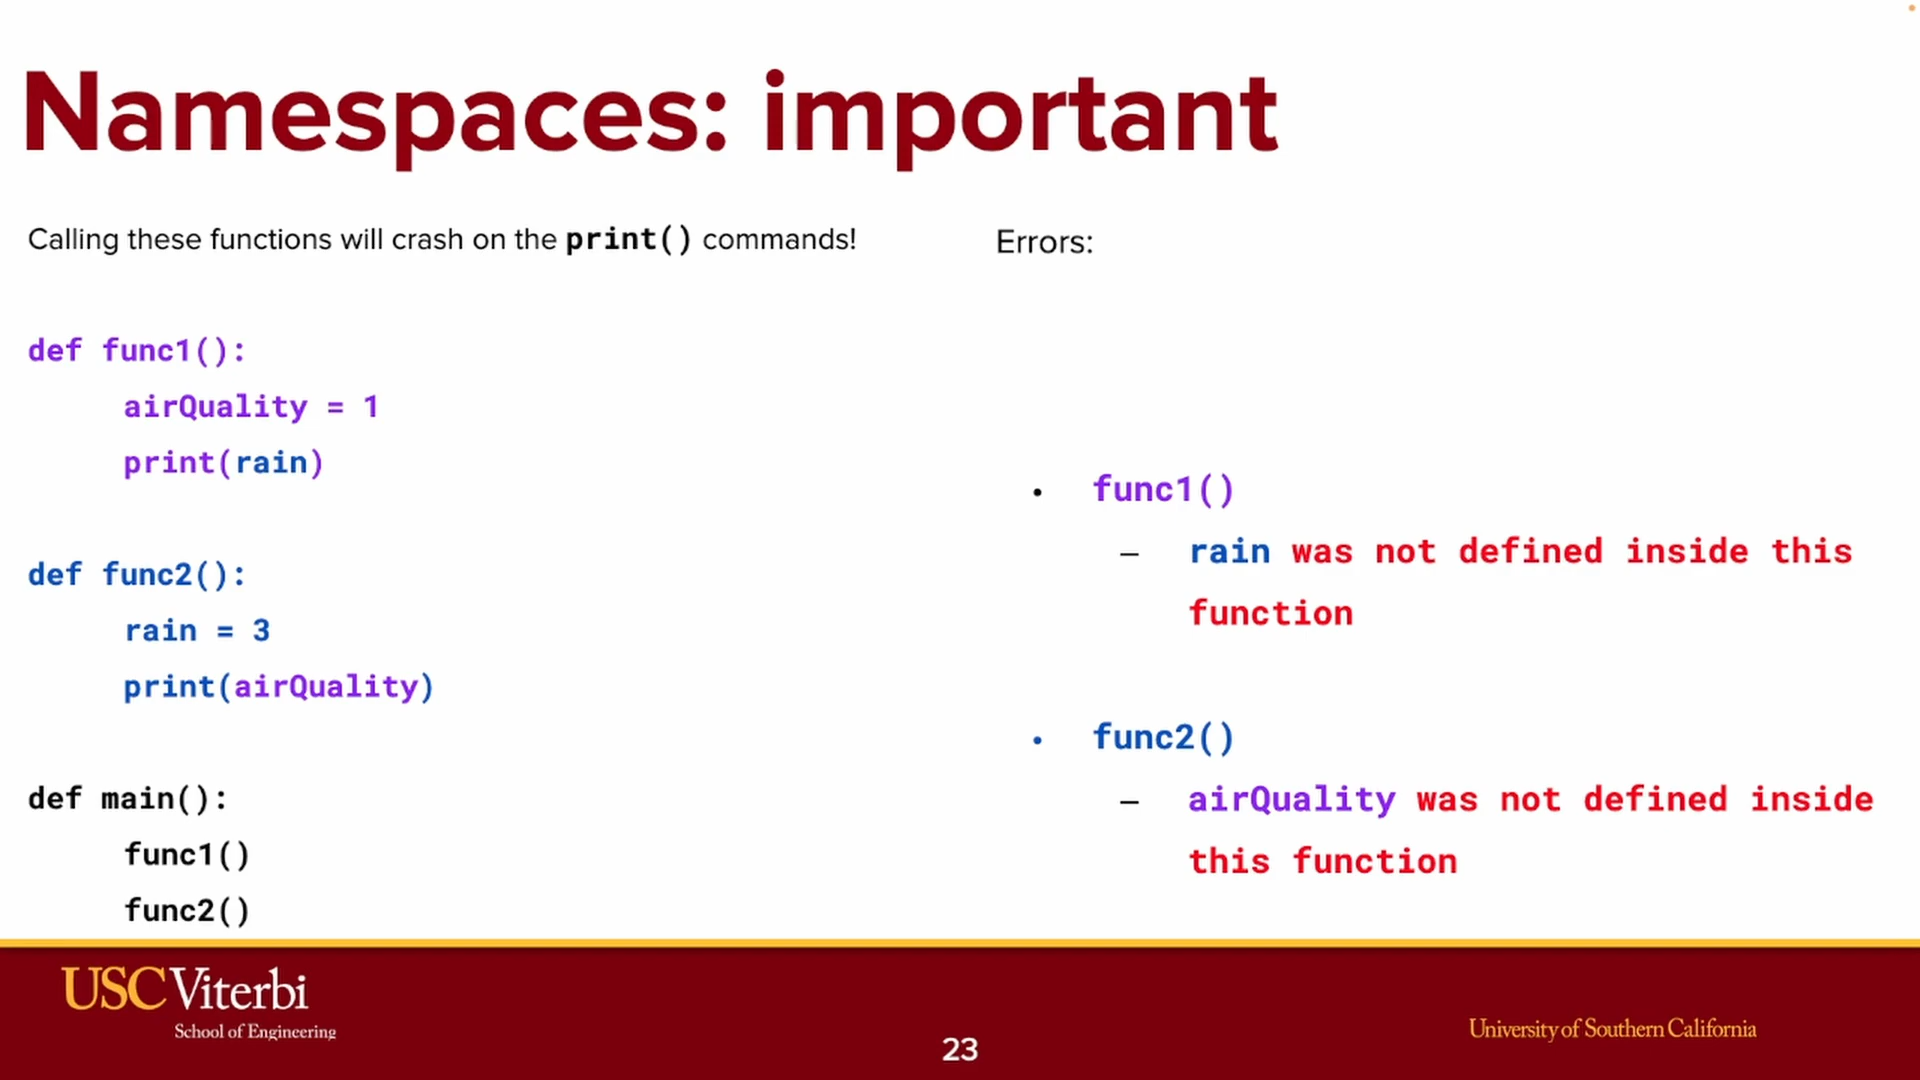 Namespaces: important
Calling these functions will crash on the print() commands!
def func1():
airQuality = 1
print(rain)
def func2():
rain = 3
print(airQuality)
def main():
func1()
func2()
Errors:
• func1()
– rain was not defined inside this
function
• func2()
– airQuality was not defined inside
this function
USC Viterbi
School of Engineering
23
University of Southern California